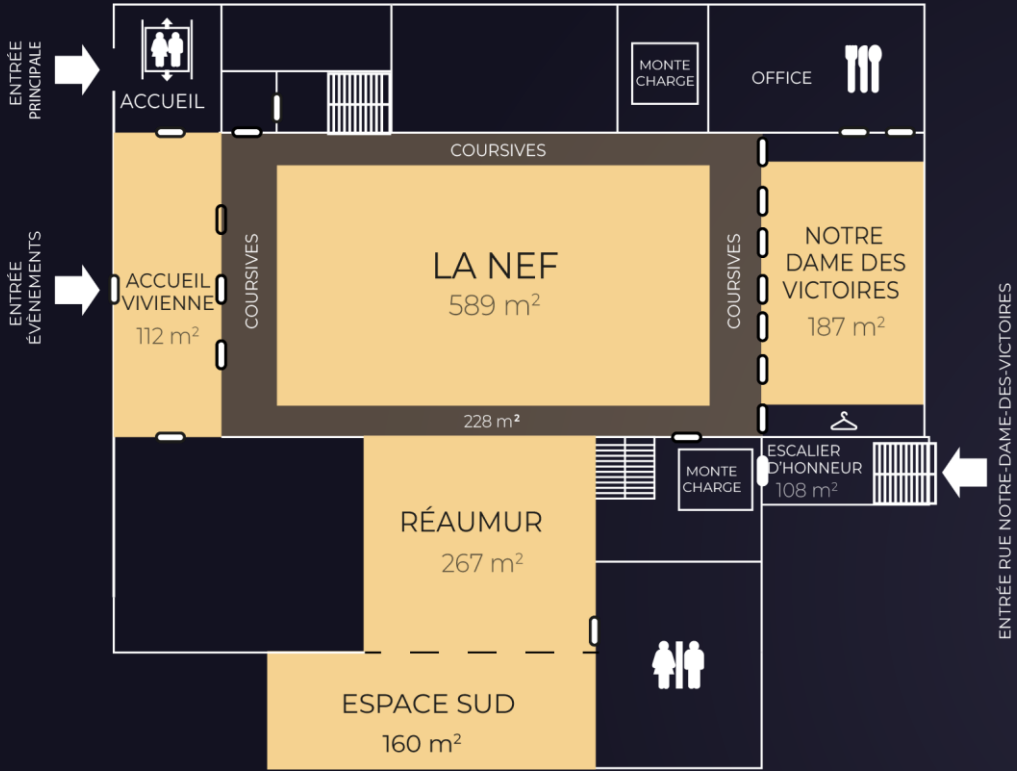 ENTRÉE
PRINCIPALE
ACCUEIL
MONTE
CHARGE
OFFICE
COURSIVES
ENTRÉE
ÉVÈNEMENTS
ACCUEIL
VIVIENNE
112 m²
COURSIVES
LA NEF
589 m²
COURSIVES
NOTRE
DAME DES
VICTOIRES
187 m²
228 m²
RÉAUMUR
267 m²
MONTE
CHARGE
ESCALIER
D'HONNEUR
108 m²
ENTRÉE RUE NOTRE-DAME-DES-VICTOIRES
ESPACE SUD
160 m²